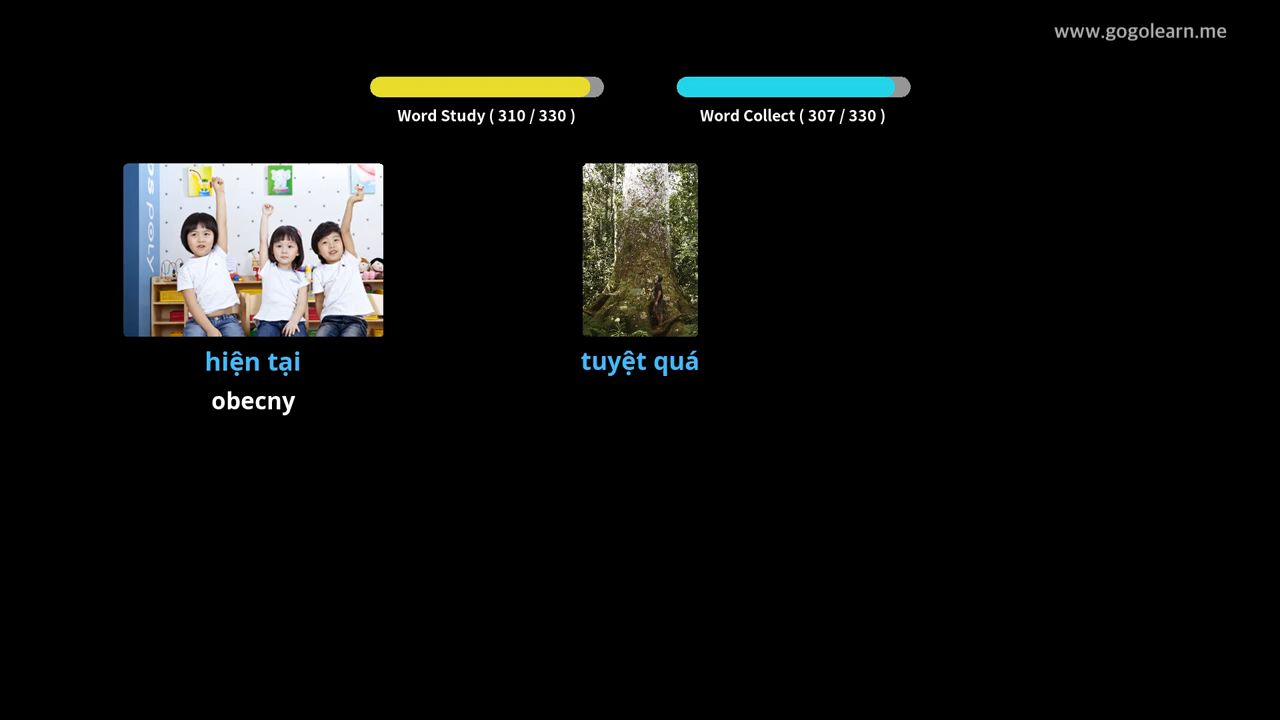 www.gogolearn.me
Word Study ( 310 / 330 )
Word Collect ( 307 / 330 )
hiện tại
obecny
tuyệt quá